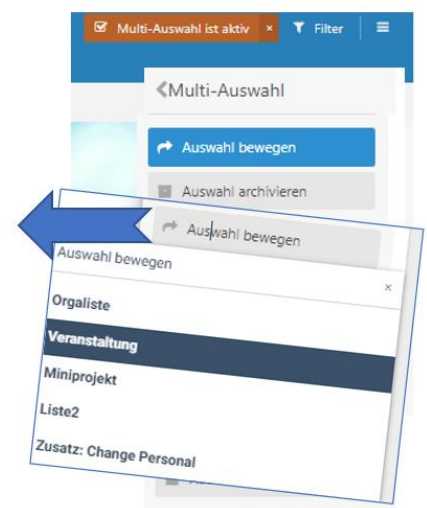 Multi-Auswahl ist aktiv × Filter
Multi-Auswahl
Auswahl bewegen
Auswahl archivieren
Auswahl bewegen
Auswahl bewegen ×
Orgaliste
Veranstaltung
Miniprojekt
Liste2
Zusatz: Change Personal